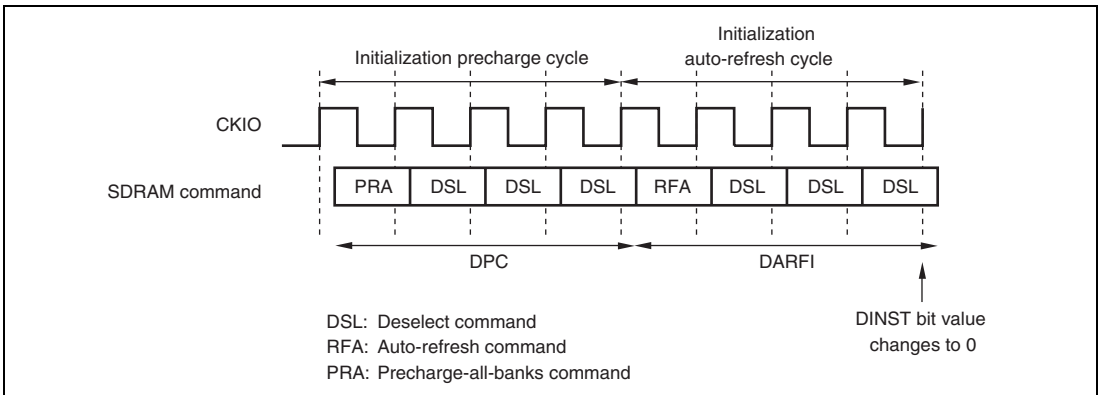 Initialization
Initialization precharge cycle auto-refresh cycle
CKIO
SDRAM command PRA DSL DSL DSL RFA DSL DSL DSL
DPC DARFI
DSL: Deselect command
RFA: Auto-refresh command
PRA: Precharge-all-banks command
DINST bit value
changes to 0